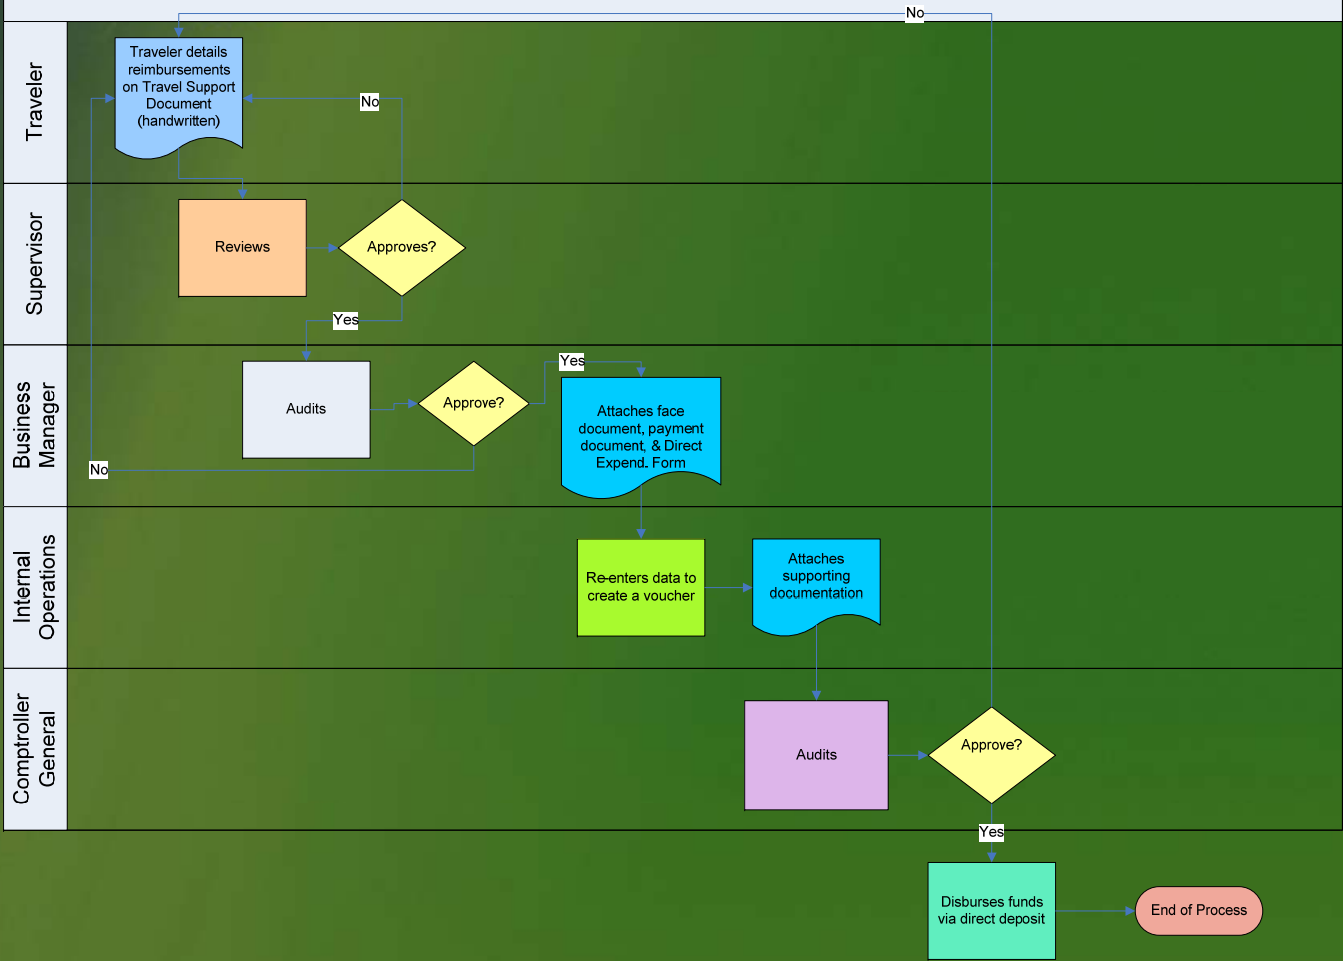 No
Traveler
Traveler details
reimbursements
on Travel Support
Document
(handwritten)
No
Supervisor
Reviews
Approves?
Yes
Business
Manager
Audits
Approve?
Yes
Attaches face
document, payment
document, & Direct
Expend. Form
No
Internal
Operations
Re-enters data to
create a voucher
Attaches
supporting
documentation
Comptroller
General
Audits
Approve?
Yes
Disburses funds
via direct deposit
End of Process